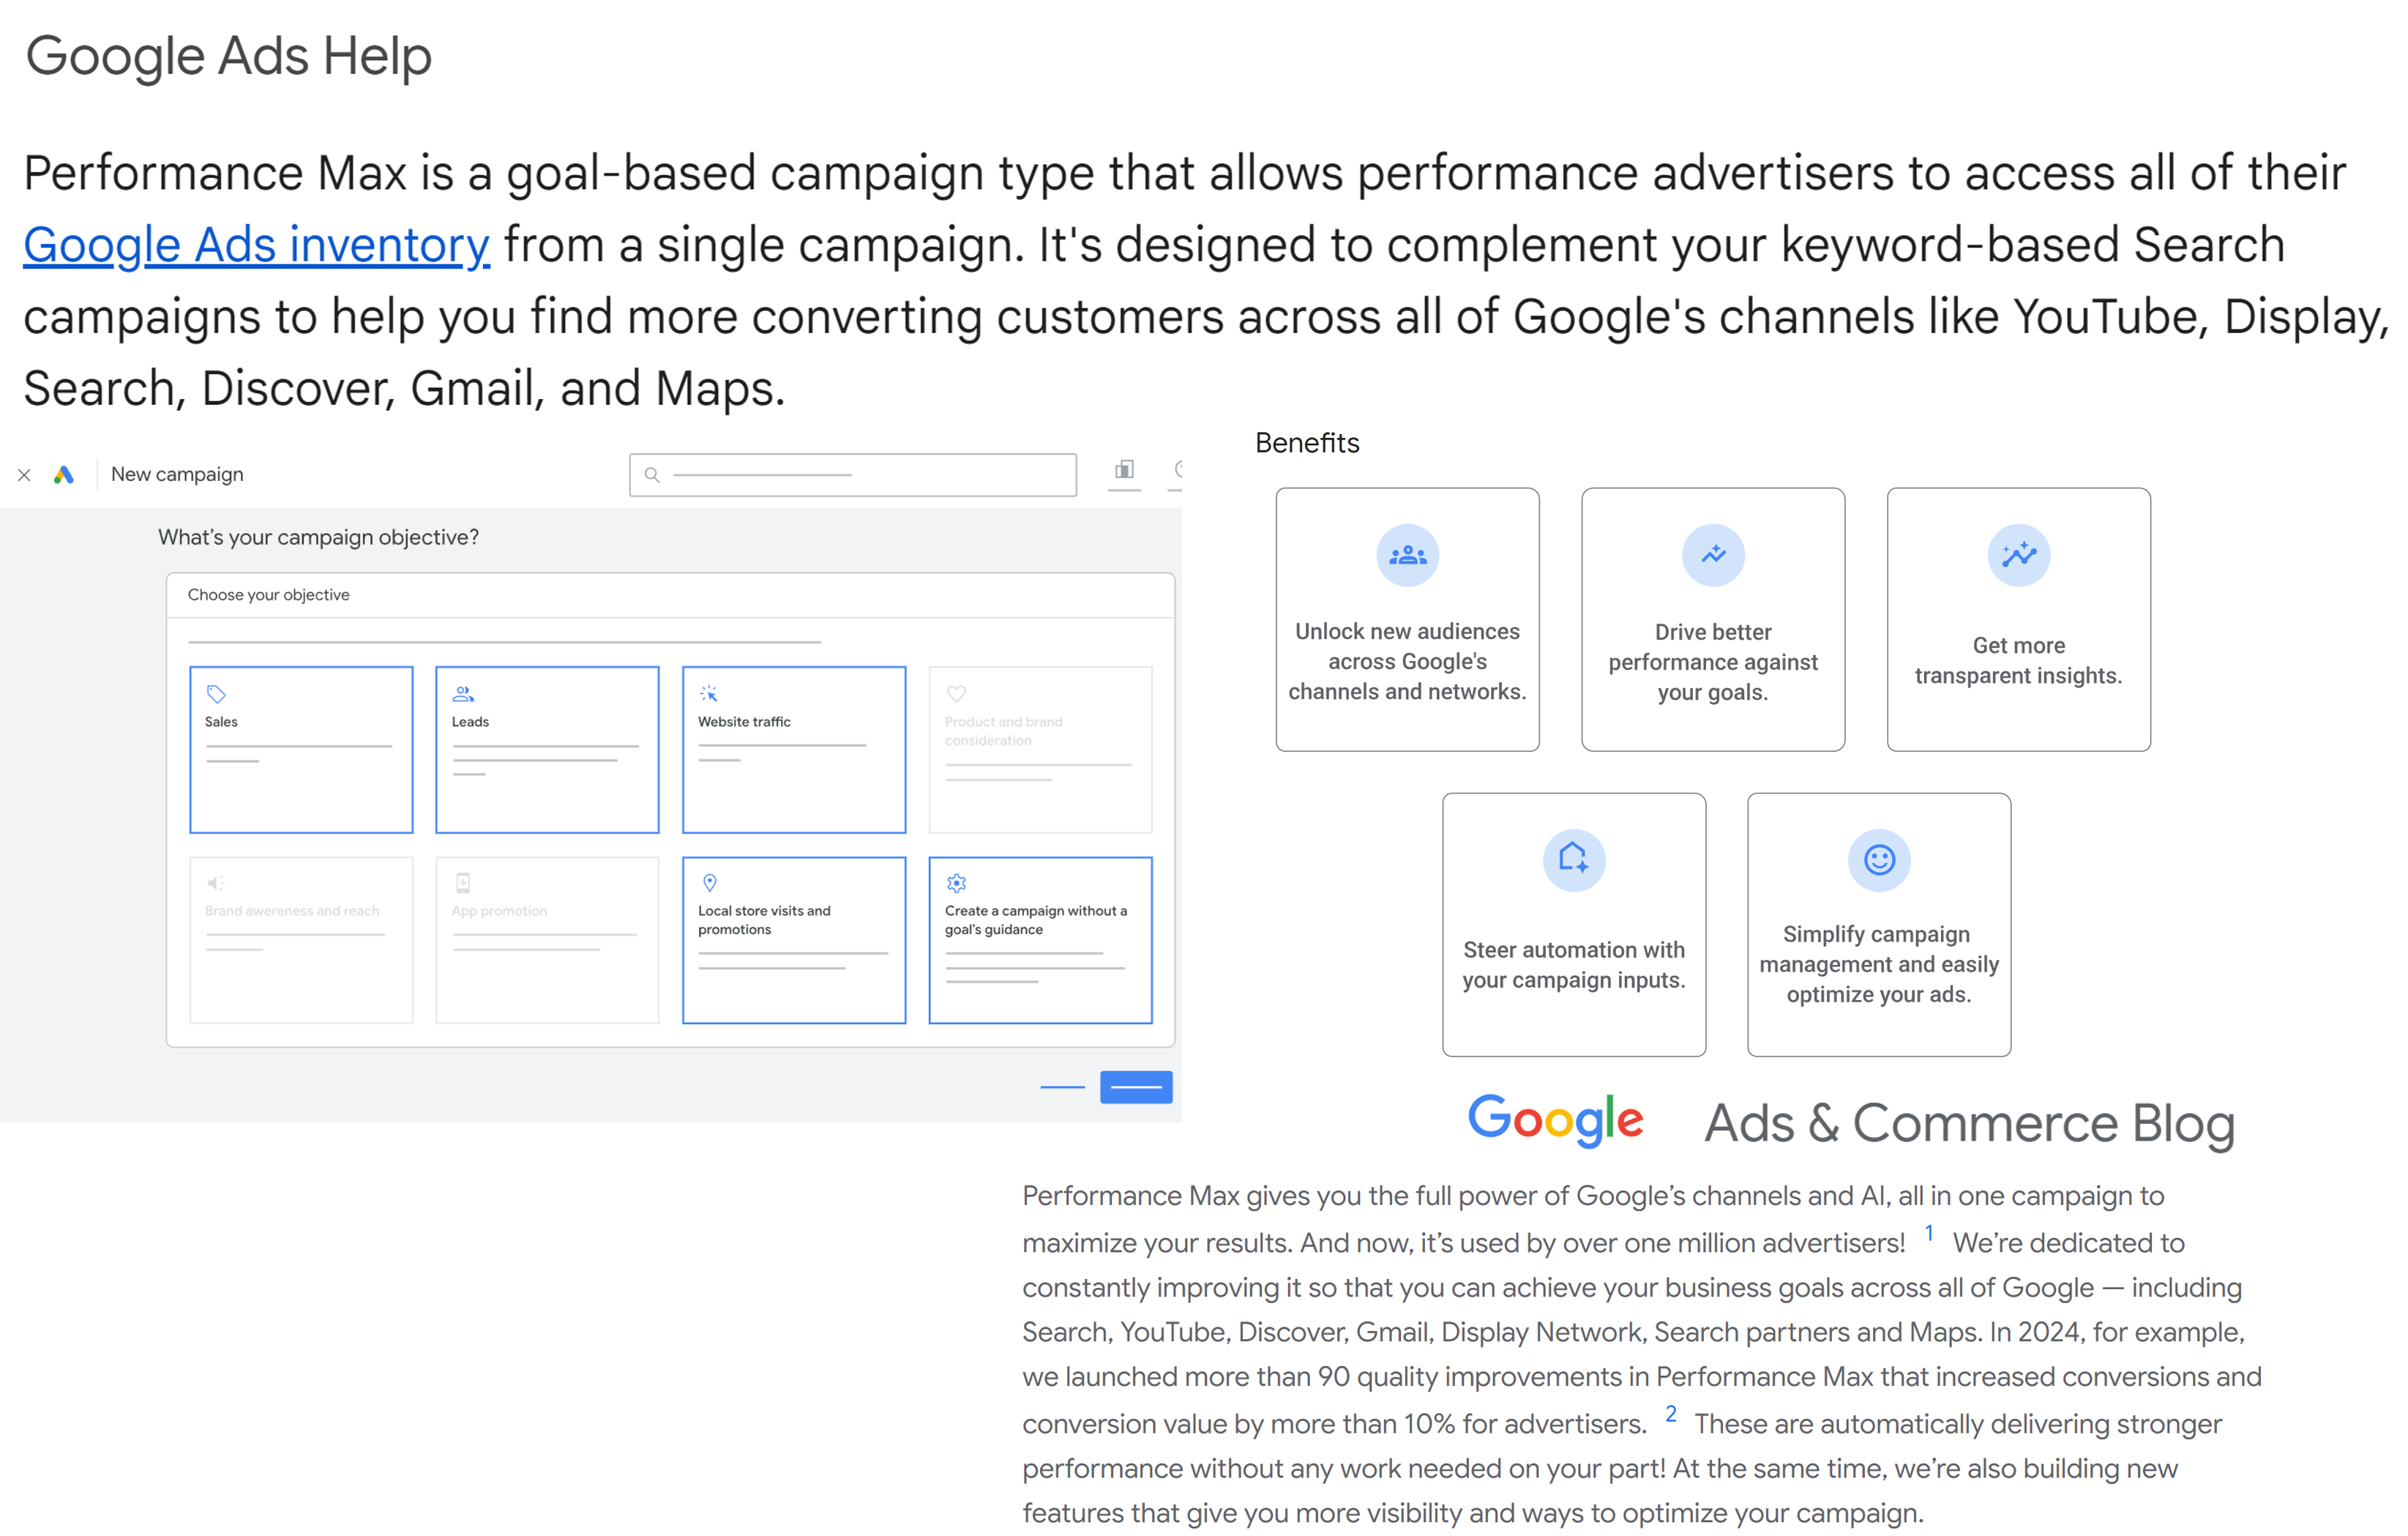 Google Ads Help
Performance Max is a goal-based campaign type that allows performance advertisers to access all of their
Google Ads inventory from a single campaign. It's designed to complement your keyword-based Search
campaigns to help you find more converting customers across all of Google's channels like YouTube, Display,
Search, Discover, Gmail, and Maps.
New campaign
What's your campaign objective?
Choose your objective
Sales
Leads
Website traffic
Product and brand
consideration
Brand awereness and reach
App promotion
Local store visits and
promotions
Create a campaign without a
goal's guidance
Benefits
Unlock new audiences
across Google's
channels and networks.
Drive better
performance against
your goals.
Get more
transparent insights.
Steer automation with
your campaign inputs.
Simplify campaign
management and easily
optimize your ads.
Google Ads & Commerce Blog
Performance Max gives you the full power of Google’s channels and AI, all in one campaign to
maximize your results. And now, it’s used by over one million advertisers! 1 We’re dedicated to
constantly improving it so that you can achieve your business goals across all of Google — including
Search, YouTube, Discover, Gmail, Display Network, Search partners and Maps. In 2024, for example,
we launched more than 90 quality improvements in Performance Max that increased conversions and
conversion value by more than 10% for advertisers. 2 These are automatically delivering stronger
performance without any work needed on your part! At the same time, we’re also building new
features that give you more visibility and ways to optimize your campaign.